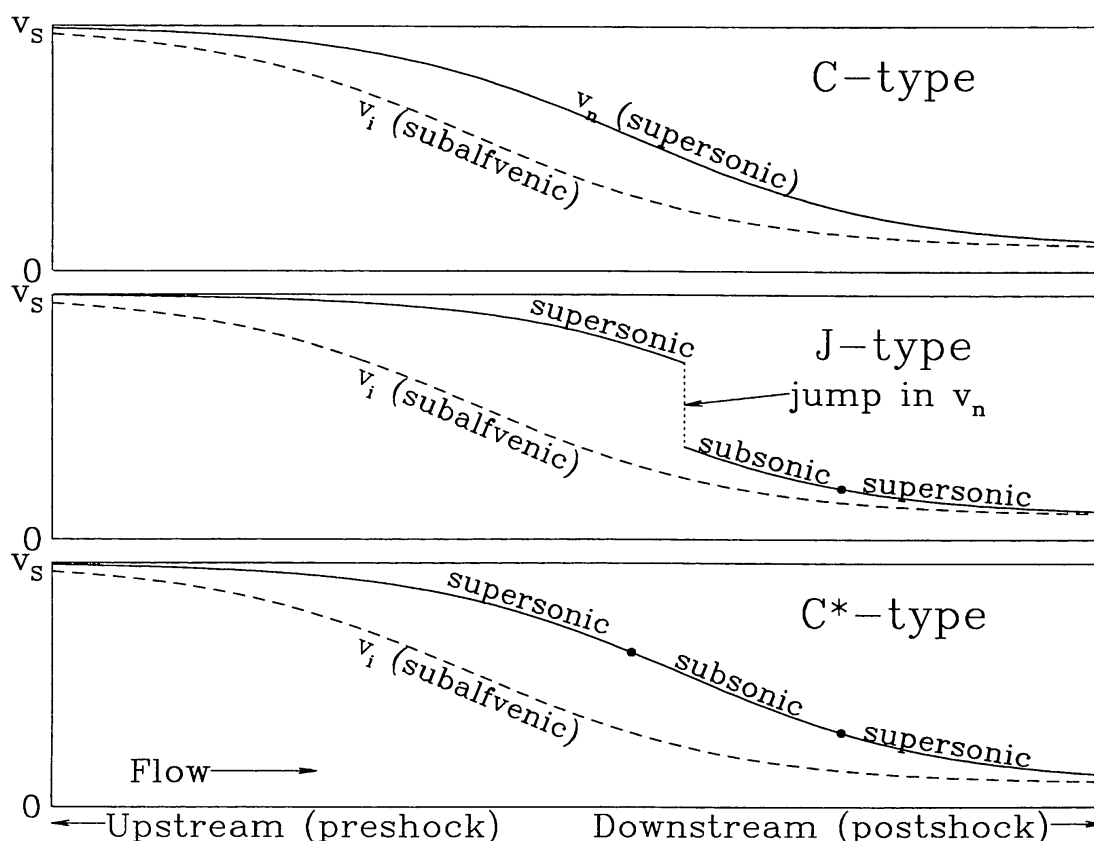 v_s
C-type
v_n (supersonic)
v_i (subalfvenic)
0
v_s
supersonic
J-type
v_i (subalfvenic)
jump in v_n
subsonic
supersonic
0
v_s
supersonic
C*-type
v_i (subalfvenic)
subsonic
supersonic
Flow
0
Upstream (preshock)
Downstream (postshock)